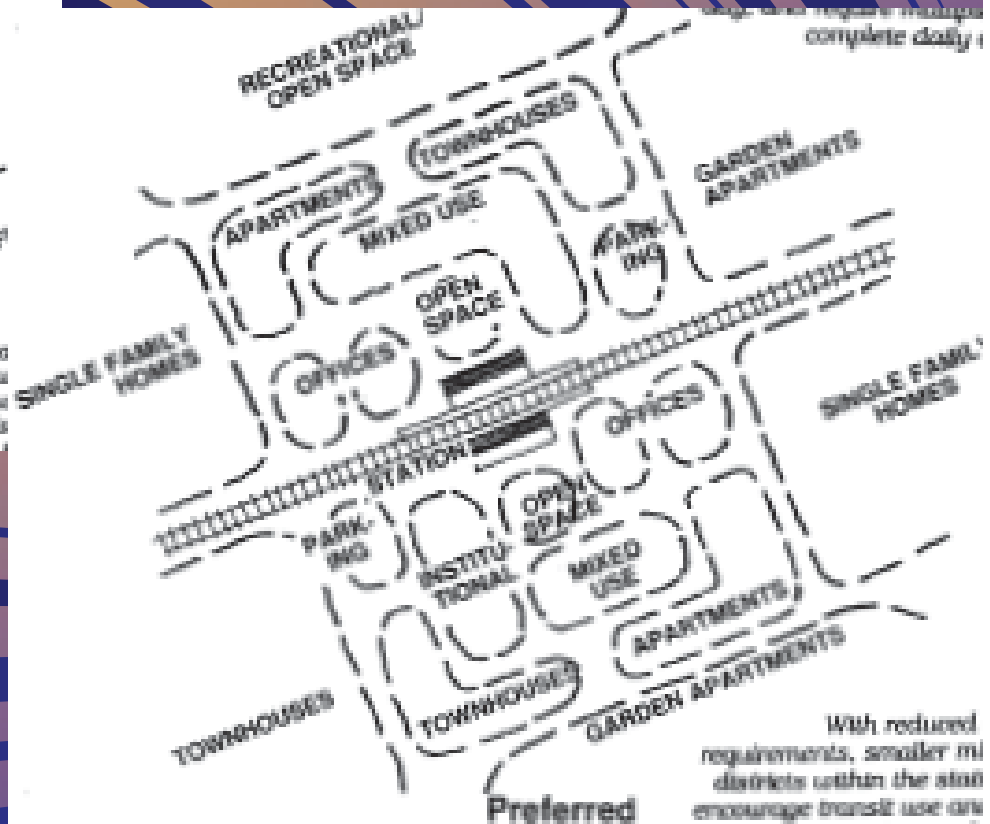 complete daily
RECREATIONAL/
OPEN SPACE
TOWNHOUSES
GARDEN
APARTMENTS
APARTMENTS
MIXED USE
PARK-
ING
OPEN
SPACE
SINGLE FAMILY
HOMES
OFFICES
OFFICES
SINGLE FAMILY
HOMES
STATION
PARK-
ING
OPEN
SPACE
INSTITU-
TIONAL
MIXED
USE
APARTMENTS
TOWNHOUSES
GARDEN APARTMENTS
TOWNHOUSES
With reduced
requirements, smaller
districts within the
encourage transit use
Preferred